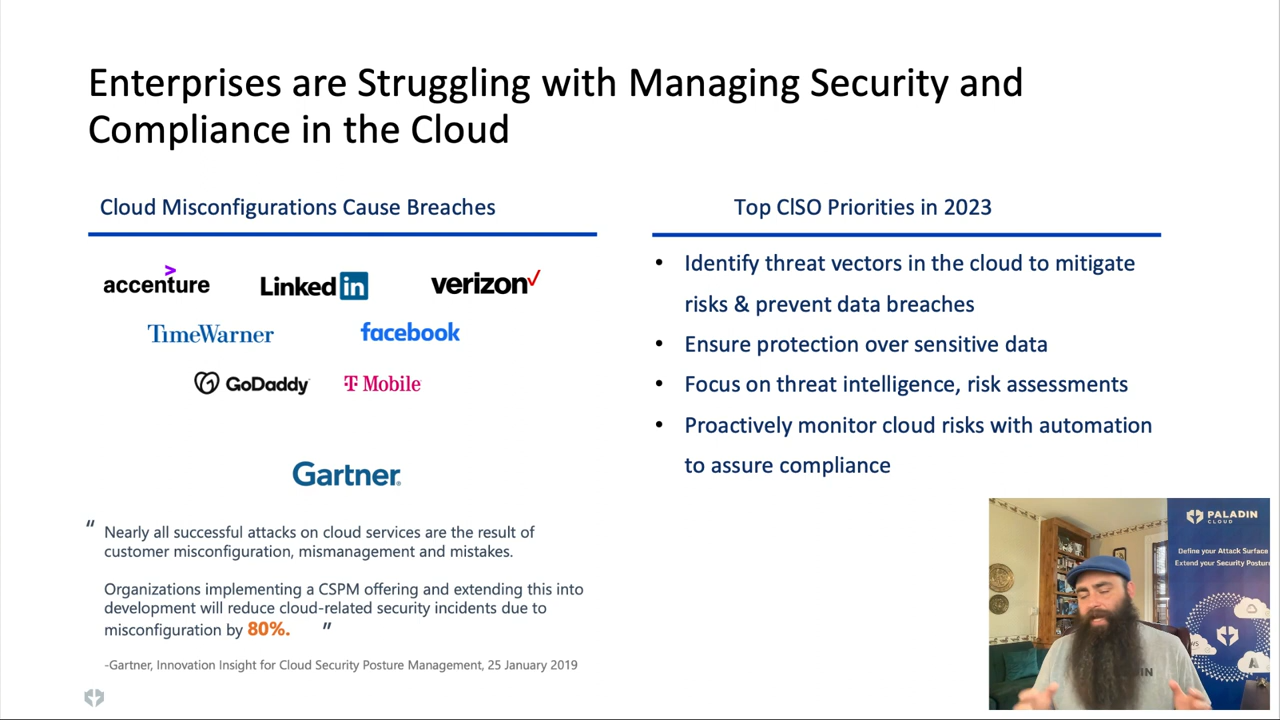 Enterprises are Struggling with Managing Security and
Compliance in the Cloud
Cloud Misconfigurations Cause Breaches
accenture
LinkedIn
verizon
TimeWarner
facebook
GoDaddy
T Mobile
Gartner
“ Nearly all successful attacks on cloud services are the result of
customer misconfiguration, mismanagement and mistakes.
Organizations implementing a CSPM offering and extending this into
development will reduce cloud-related security incidents due to
misconfiguration by 80%. ”
-Gartner, Innovation Insight for Cloud Security Posture Management, 25 January 2019
Top CISO Priorities in 2023
• Identify threat vectors in the cloud to mitigate
risks & prevent data breaches
• Ensure protection over sensitive data
• Focus on threat intelligence, risk assessments
• Proactively monitor cloud risks with automation
to assure compliance
PALADIN
CLOUD
Define your Attack Surface
Extend your Security Posture